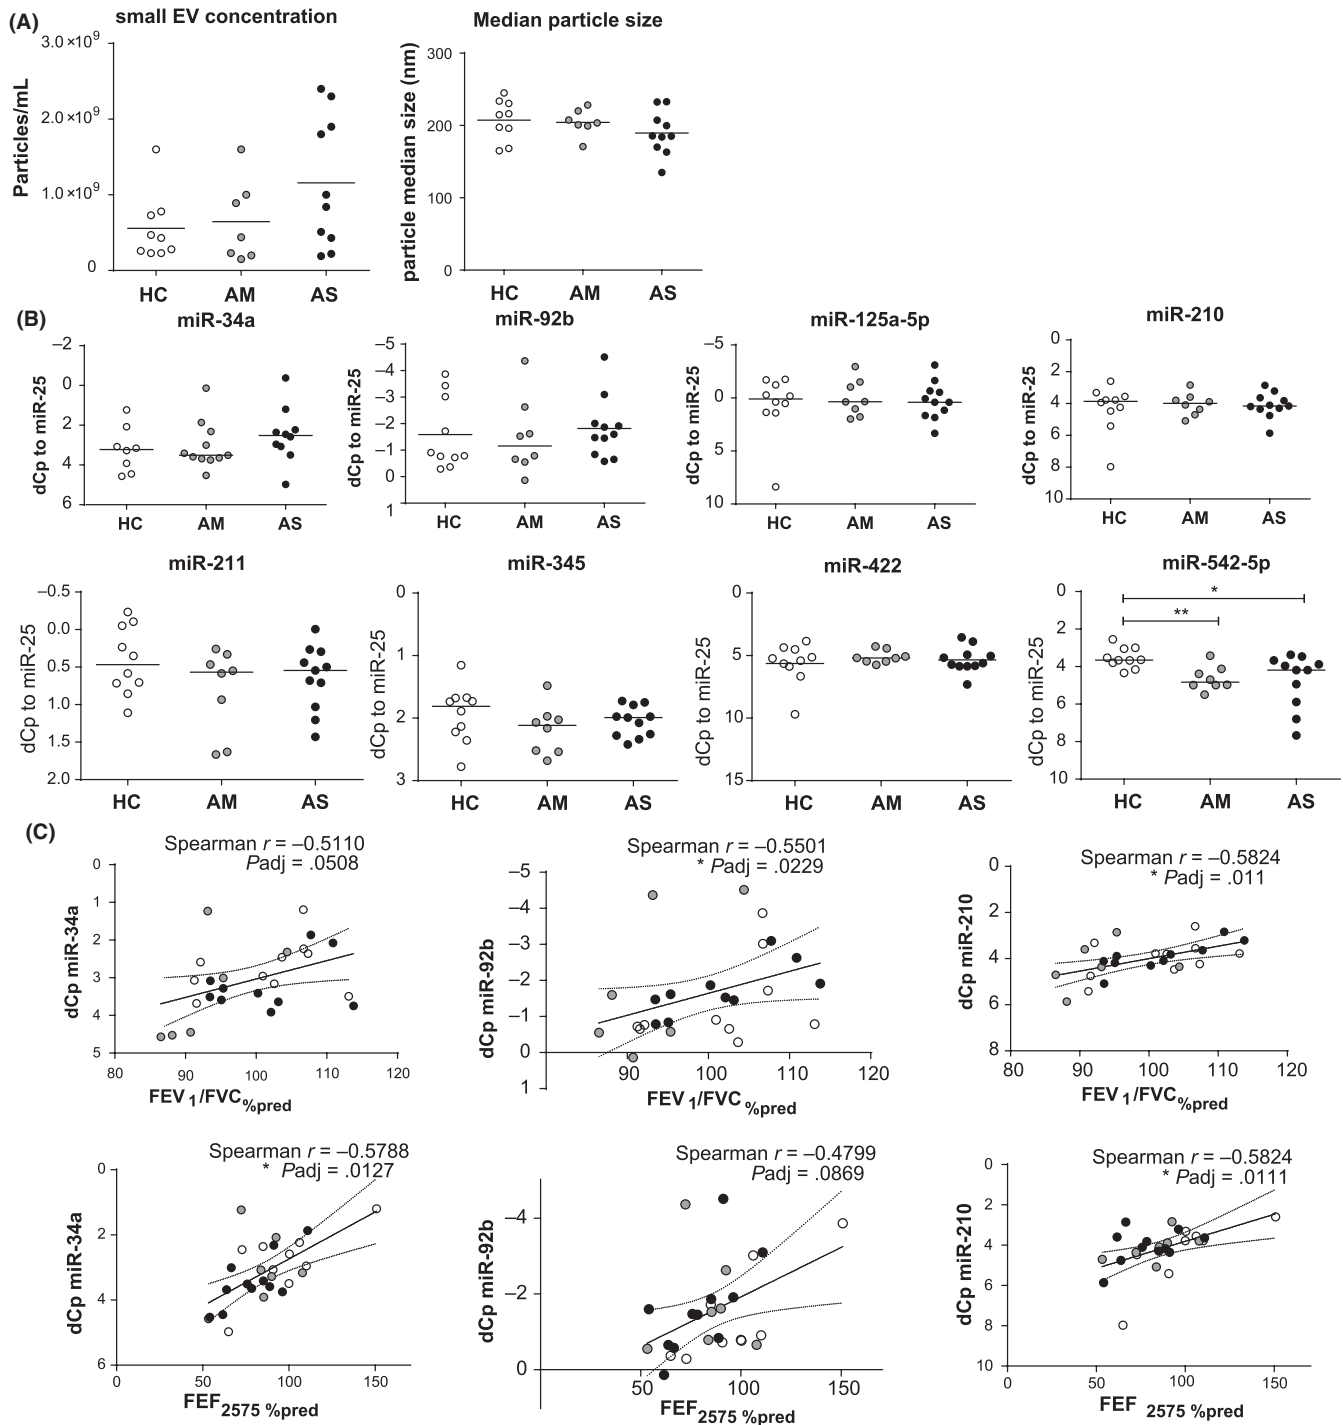 (A)
small EV concentration
Particles/mL
3.0×10^9
2.0×10^9
1.0×10^9
0
HC AM AS
Median particle size
particle median size (nm)
300
200
100
0
HC AM AS
(B)
miR-34a
dCp to miR-25
–2
0
2
4
6
HC AM AS
miR-92b
dCp to miR-25
–5
–4
–3
–2
–1
0
1
HC AM AS
miR-125a-5p
dCp to miR-25
–5
0
5
10
HC AM AS
miR-210
dCp to miR-25
0
2
4
6
8
10
HC AM AS
miR-211
dCp to miR-25
–0.5
0.0
0.5
1.0
1.5
2.0
HC AM AS
miR-345
dCp to miR-25
0
1
2
3
HC AM AS
miR-422
dCp to miR-25
0
5
10
15
HC AM AS
miR-542-5p
dCp to miR-25
0
2
4
6
8
10
*
**
HC AM AS
(C)
Spearman r = –0.5110
Padj = .0508
dCp miR-34a
0
1
2
3
4
5
80 90 100 110 120
FEV1/FVC%pred
Spearman r = –0.5501
* Padj = .0229
dCp miR-92b
–5
–4
–3
–2
–1
0
1
90 100 110 120
FEV1/FVC%pred
Spearman r = –0.5824
* Padj = .011
dCp miR-210
0
2
4
6
8
80 90 100 110 120
FEV1/FVC%pred
Spearman r = –0.5788
* Padj = .0127
dCp miR-34a
0
2
4
6
0 50 100 150
FEF2575 %pred
Spearman r = –0.4799
Padj = .0869
dCp miR-92b
–4
–2
0
50 100 150
FEF2575 %pred
Spearman r = –0.5824
* Padj = .0111
dCp miR-210
0
2
4
6
8
10
0 50 100 150
FEF 2575 %pred